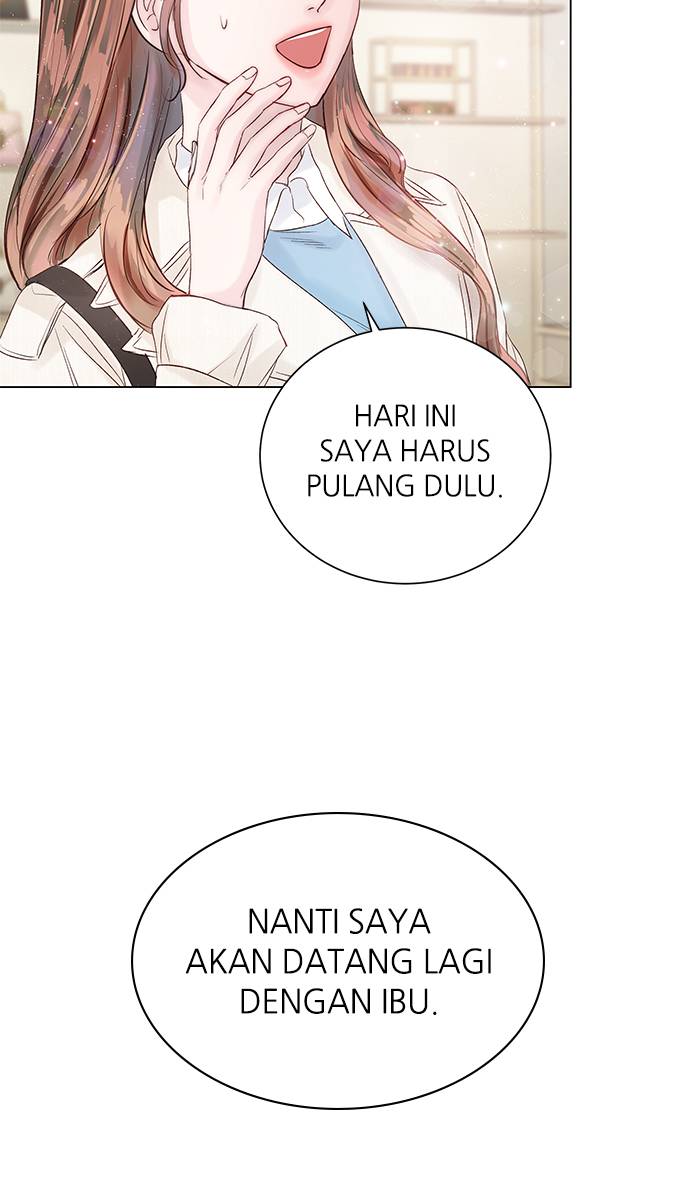 HARI INI
SAYA HARUS
PULANG DULU.
NANTI SAYA
AKAN DATANG LAGI
DENGAN IBU.